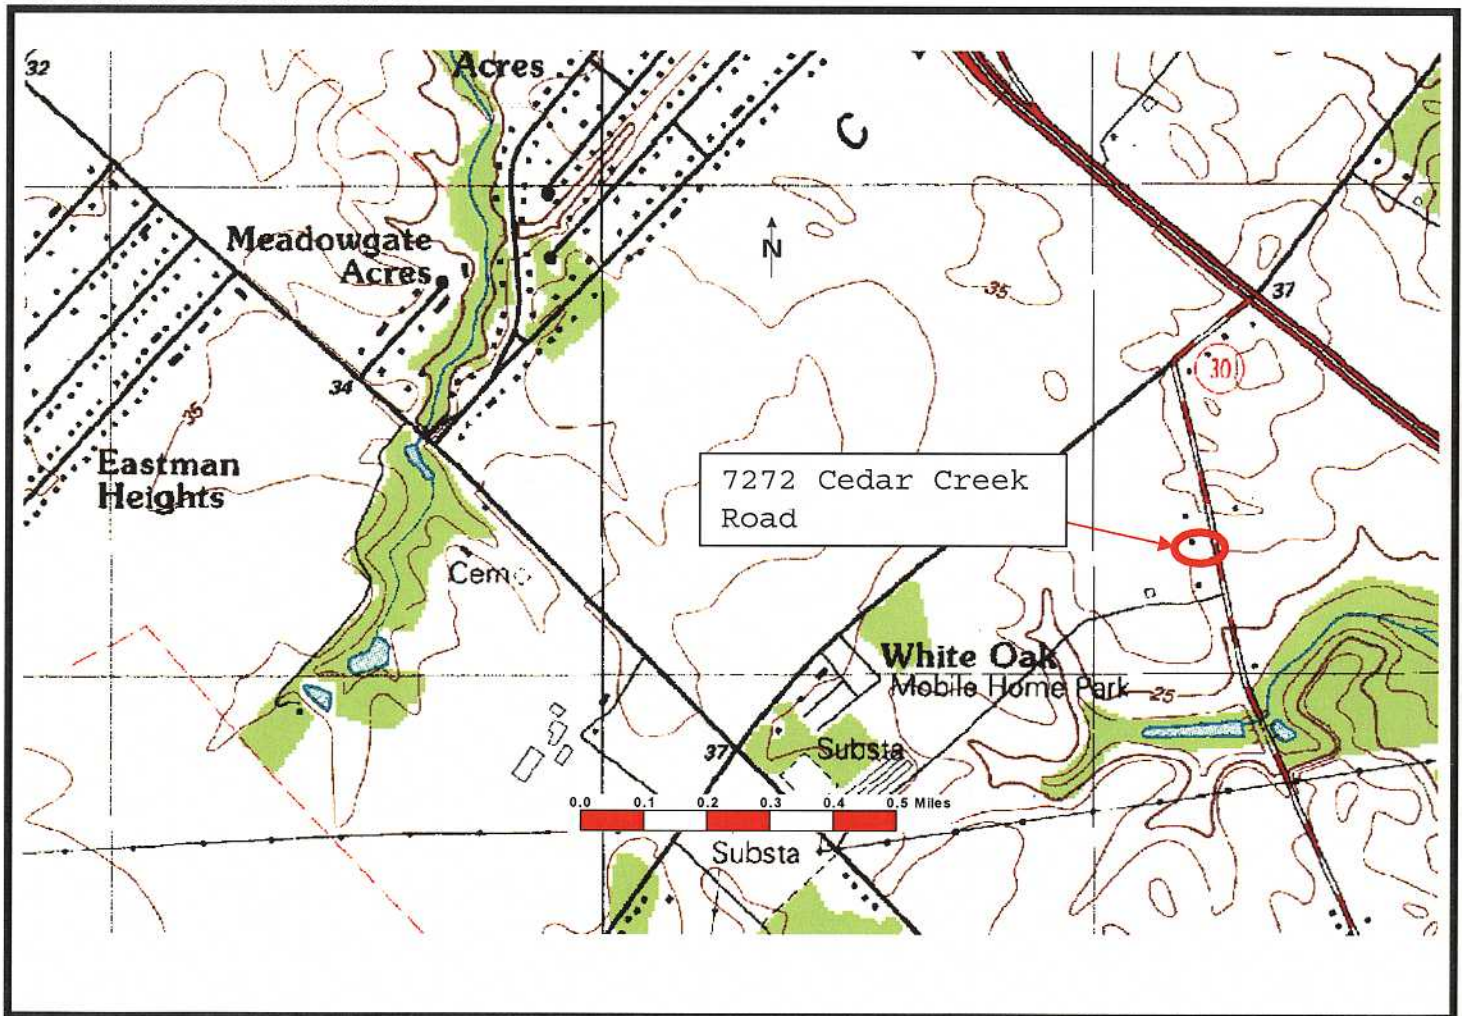 32
Acres
C
Meadowgate
Acres
N
35
37
30
34
35
Eastman
Heights
7272 Cedar Creek
Road
Cem
White Oak
Mobile Home Park
25
37
Substa
0.0 0.1 0.2 0.3 0.4 0.5 Miles
Substa